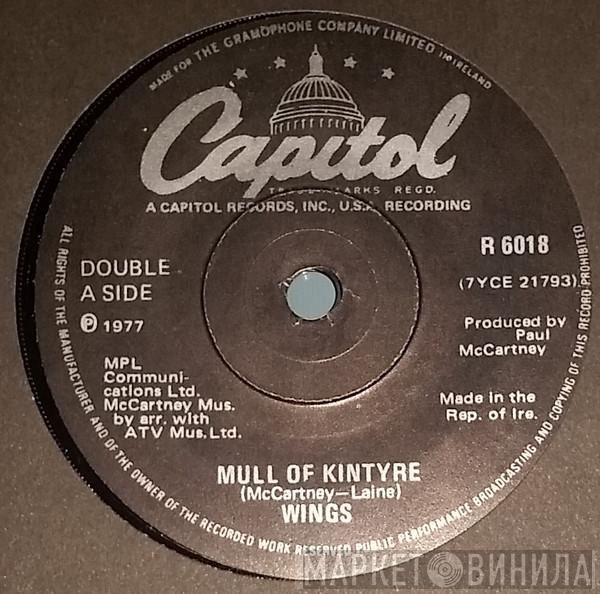 MADE FOR THE GRAMOPHONE COMPANY LIMITED IN IRELAND
Capitol
TRADE MARKS REGD.
A CAPITOL RECORDS, INC., U.S.A. RECORDING
R 6018
DOUBLE
A SIDE
(7YCE 21793)
℗ 1977
Produced by
Paul
McCartney
MPL
Communi-
cations Ltd.
McCartney Mus.
by arr. with
ATV Mus. Ltd.
Made in the
Rep. of Ire.
MULL OF KINTYRE
(McCartney—Laine)
WINGS
ALL RIGHTS OF THE MANUFACTURER AND OF THE OWNER OF THE RECORDED WORK RESERVED PUBLIC PERFORMANCE BROADCASTING AND COPYING OF THIS RECORD PROHIBITED
МАРКЕТ ВИНИЛА